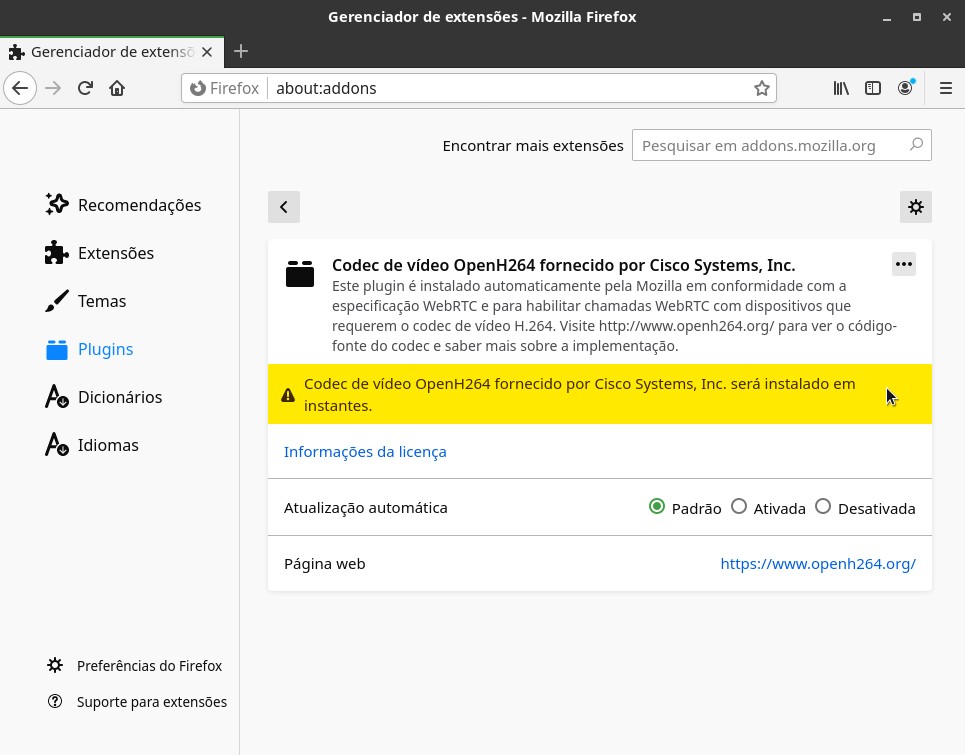 Gerenciador de extensões - Mozilla Firefox
Gerenciador de extensõ
Firefox
about:addons
Encontrar mais extensões
Pesquisar em addons.mozilla.org
Recomendações
Extensões
Temas
Plugins
Dicionários
Idiomas
Codec de vídeo OpenH264 fornecido por Cisco Systems, Inc.
Este plugin é instalado automaticamente pela Mozilla em conformidade com a
especificação WebRTC e para habilitar chamadas WebRTC com dispositivos que
requerem o codec de vídeo H.264. Visite http://www.openh264.org/ para ver o código-
fonte do codec e saber mais sobre a implementação.
Codec de vídeo OpenH264 fornecido por Cisco Systems, Inc. será instalado em
instantes.
Informações da licença
Atualização automática
Padrão
Ativada
Desativada
Página web
https://www.openh264.org/
Preferências do Firefox
Suporte para extensões